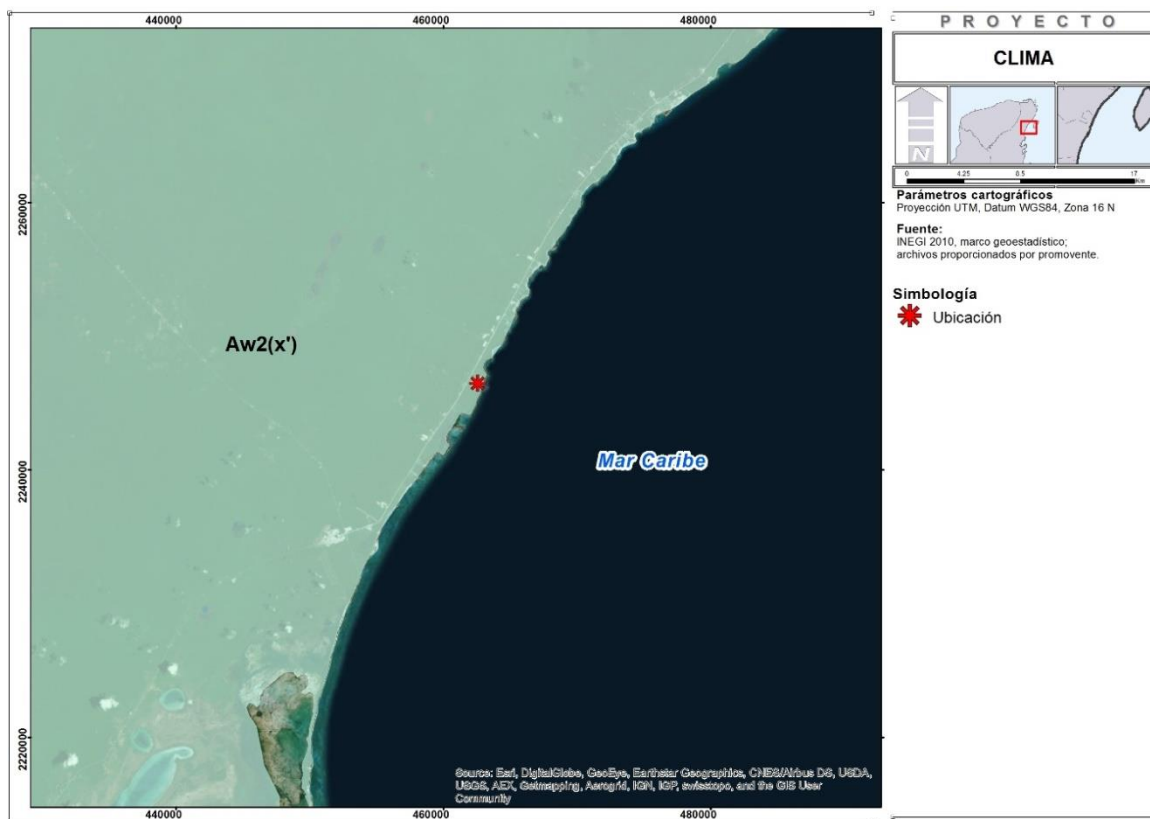 440000
460000
480000
2260000
2240000
2220000
Aw2(x')
Mar Caribe
Source: Esri, DigitalGlobe, GeoEye, Earthstar Geographics, CNES/Airbus DS, USDA,
USGS, AEX, Getmapping, Aerogrid, IGN, IGP, swisstopo, and the GIS User
Community
440000
460000
480000
PROYECTO
CLIMA
N
0 4.25 8.5 17
Km
Parámetros cartográficos
Proyección UTM, Datum WGS84, Zona 16 N
Fuente:
INEGI 2010, marco geoestadístico;
archivos proporcionados por promovente.
Simbología
Ubicación